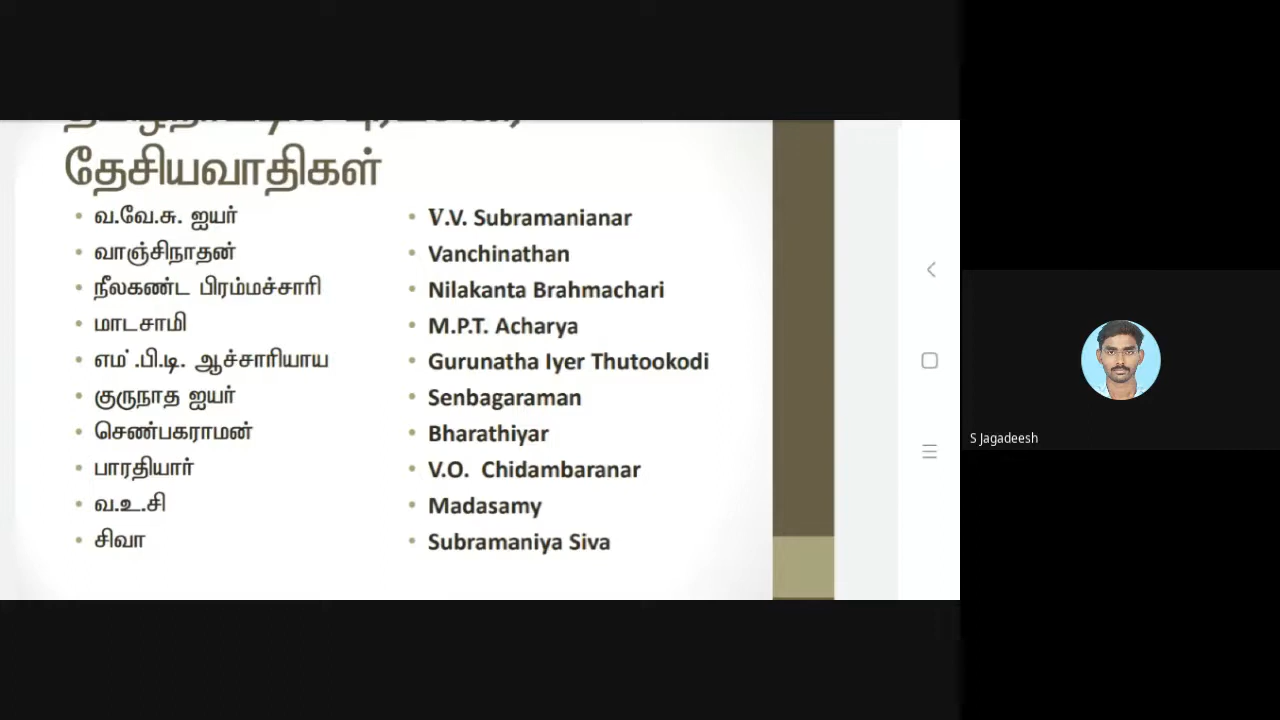 தேசியவாதிகள்
• வ.வே.சு. ஐயர்
• வாஞ்சிநாதன்
• நீலகண்ட பிரம்மச்சாரி
• மாடசாமி
• எம்.பி.டி. ஆச்சாரியாய
• குருநாத ஐயர்
• செண்பகராமன்
• பாரதியார்
• வ.உ.சி
• சிவா
• V.V. Subramanianar
• Vanchinathan
• Nilakanta Brahmachari
• M.P.T. Acharya
• Gurunatha Iyer Thutookodi
• Senbagaraman
• Bharathiyar
• V.O. Chidambaranar
• Madasamy
• Subramaniya Siva
S Jagadeesh